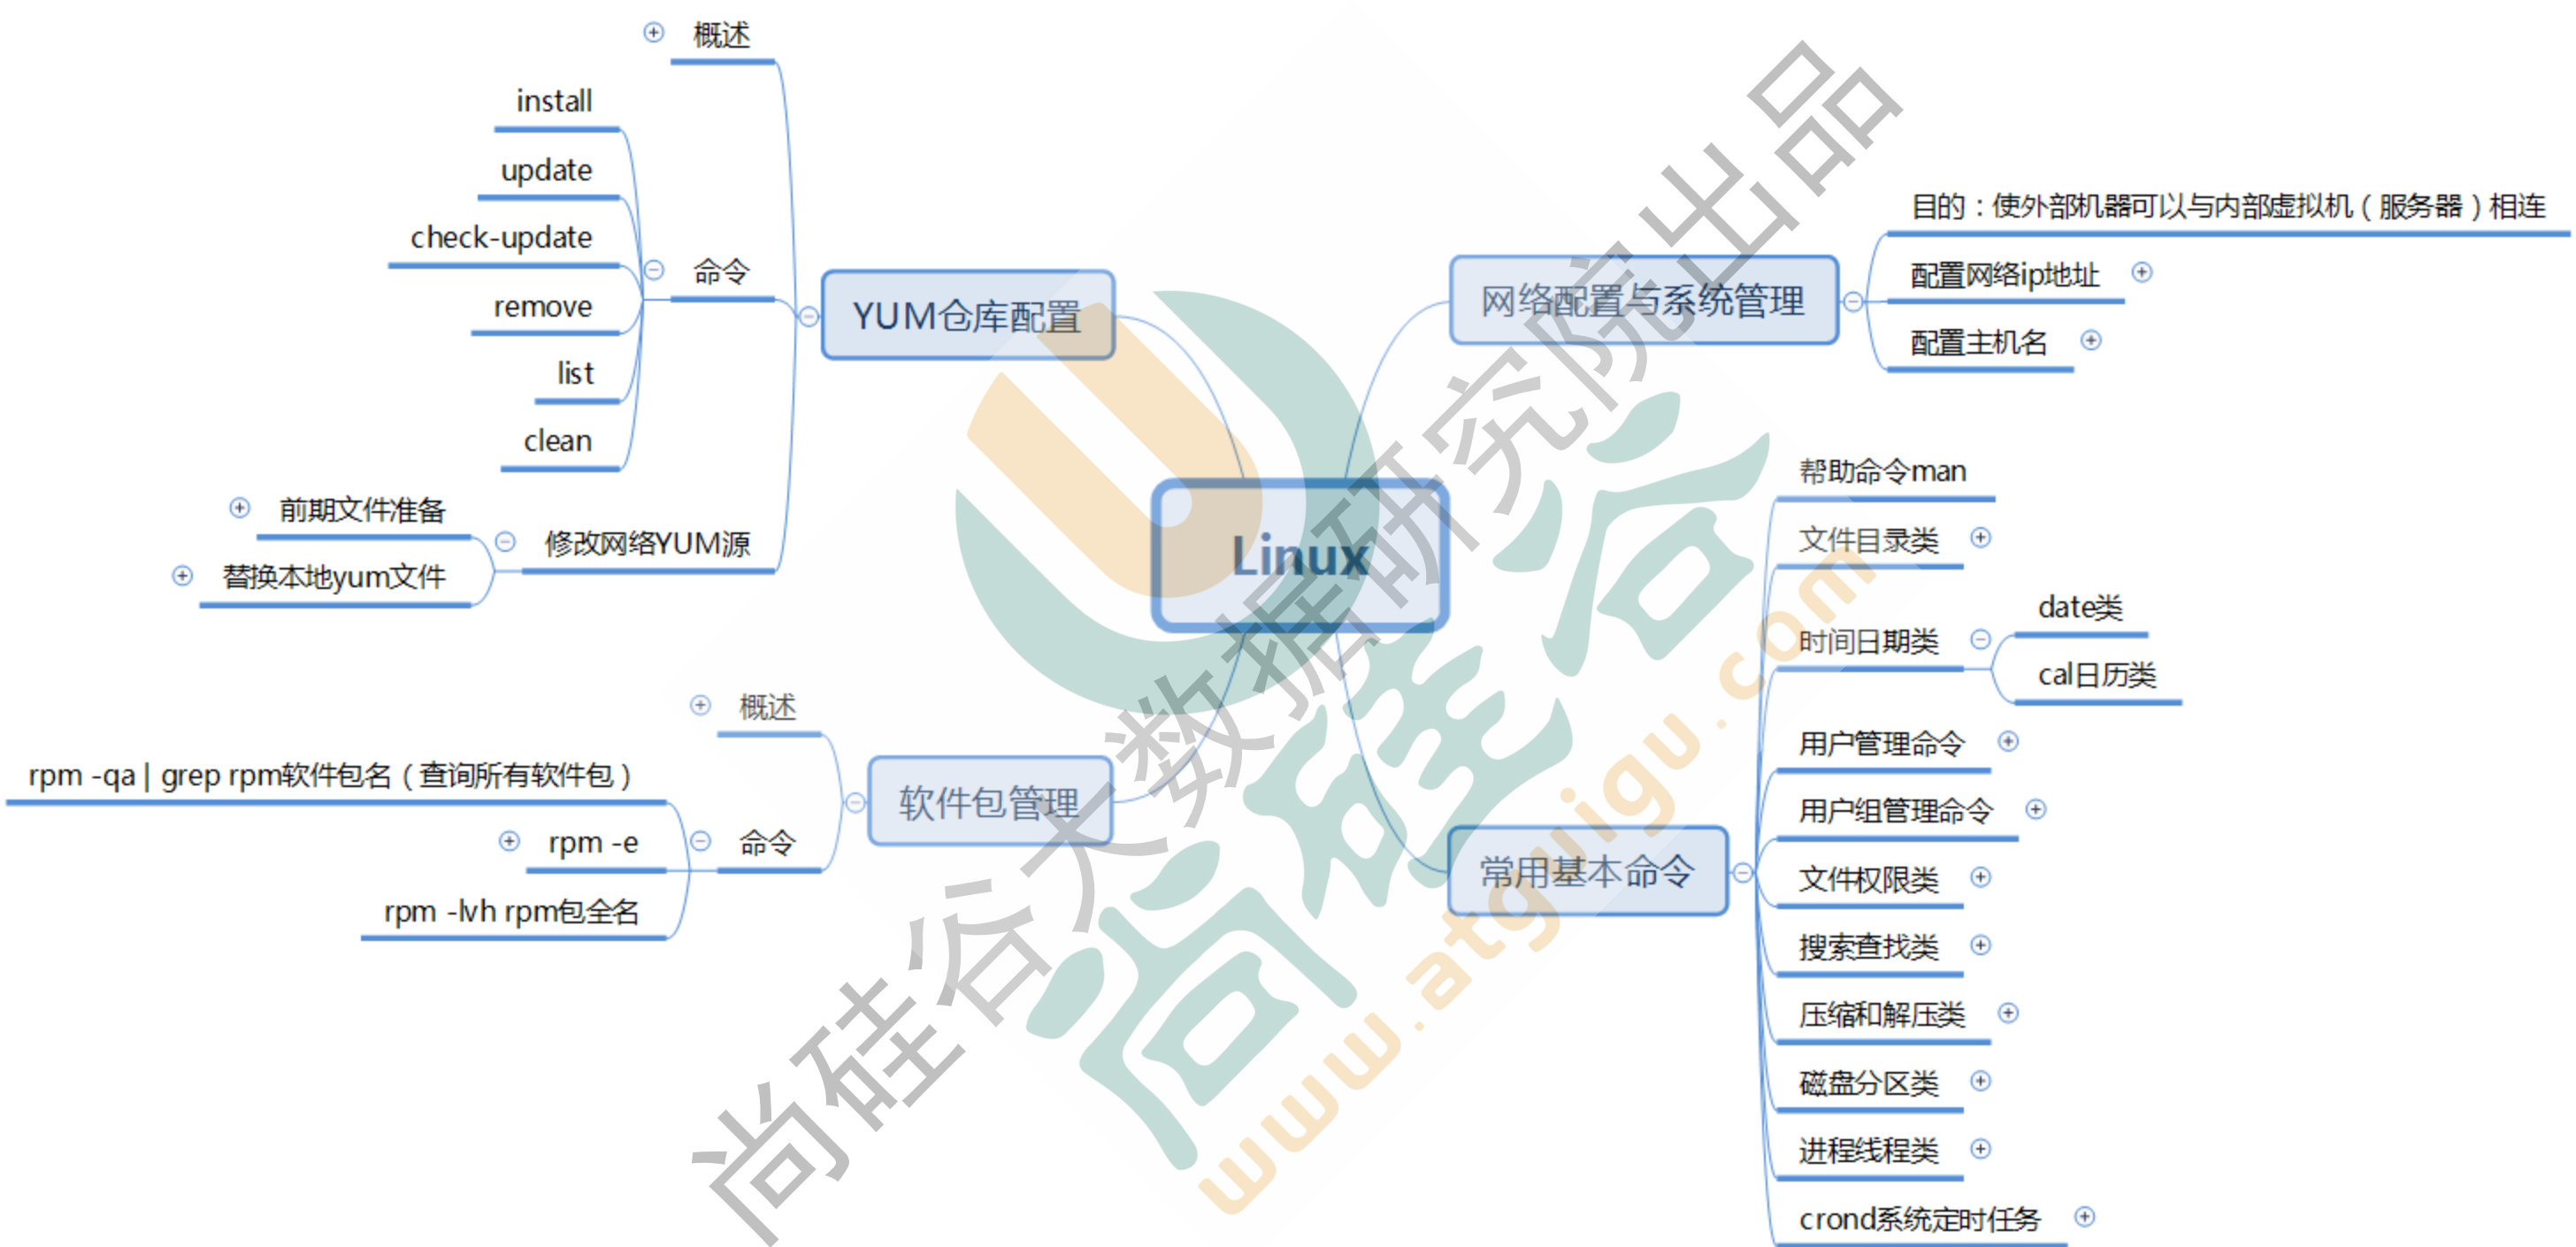 概述
install
update
check-update
remove
list
clean
命令
前期文件准备
替换本地yum文件
修改网络YUM源
YUM仓库配置
概述
rpm -qa | grep rpm软件包名（查询所有软件包）
rpm -e
rpm -lvh rpm包全名
命令
软件包管理
Linux
网络配置与系统管理
目的：使外部机器可以与内部虚拟机（服务器）相连
配置网络ip地址
配置主机名
常用基本命令
帮助命令man
文件目录类
时间日期类
date类
cal日历类
用户管理命令
用户组管理命令
文件权限类
搜索查找类
压缩和解压类
磁盘分区类
进程线程类
crond系统定时任务
尚硅谷大数据研究院出品
尚硅谷
www.atguigu.com